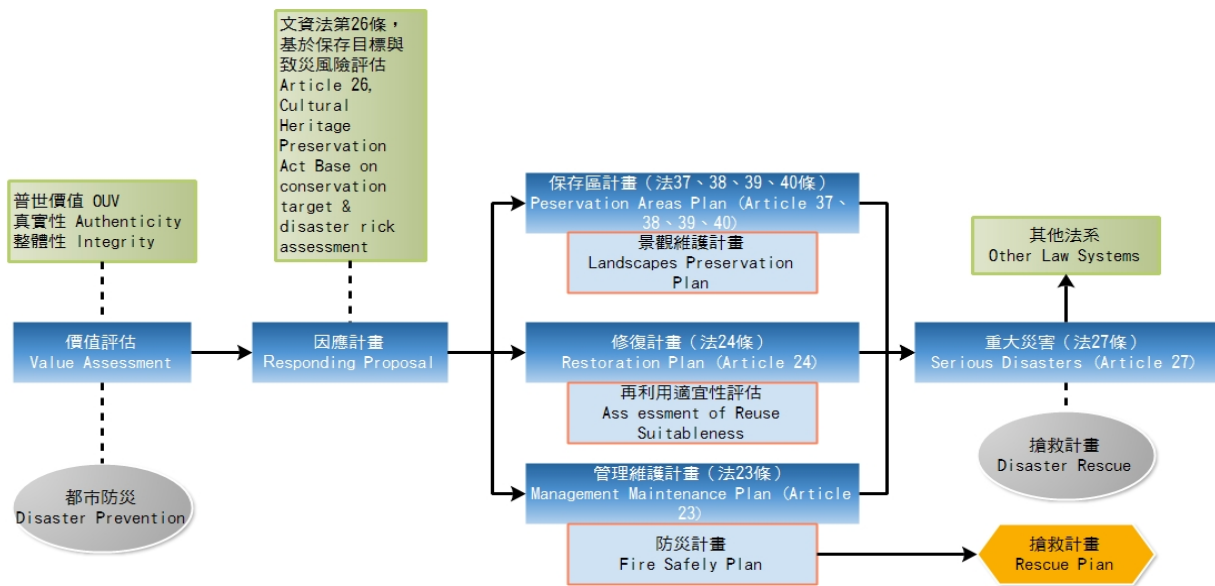 文資法第26條，
基於保存目標與
致災風險評估
Article 26,
Cultural
Heritage
Preservation
Act Base on
conservation
target &
disaster risk
assessment
普世價值 OUV
真實性 Authenticity
整體性 Integrity
價值評估
Value Assessment
都市防災
Disaster Prevention
因應計畫
Responding Proposal
保存區計畫（法37、38、39、40條）
Peservation Areas Plan (Article 37、
38、39、40)
景觀維護計畫
Landscapes Preservation
Plan
修復計畫（法24條）
Restoration Plan (Article 24)
再利用適宜性評估
Ass essment of Reuse
Suitableness
管理維護計畫（法23條）
Management Maintenance Plan (Article
23)
防災計畫
Fire Safely Plan
其他法系
Other Law Systems
重大災害（法27條）
Serious Disasters (Article 27)
搶救計畫
Disaster Rescue
搶救計畫
Rescue Plan